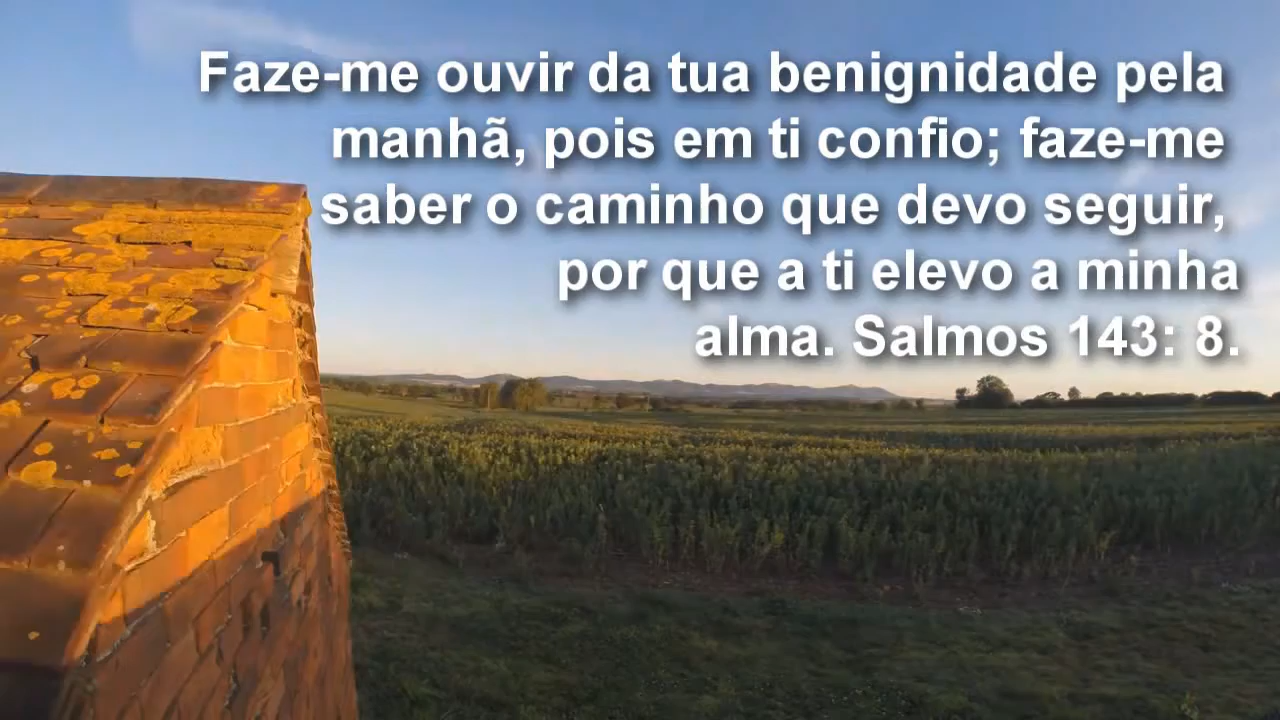 Faze-me ouvir da tua benignidade pela
manhã, pois em ti confio; faze-me
saber o caminho que devo seguir,
por que a ti elevo a minha
alma. Salmos 143: 8.